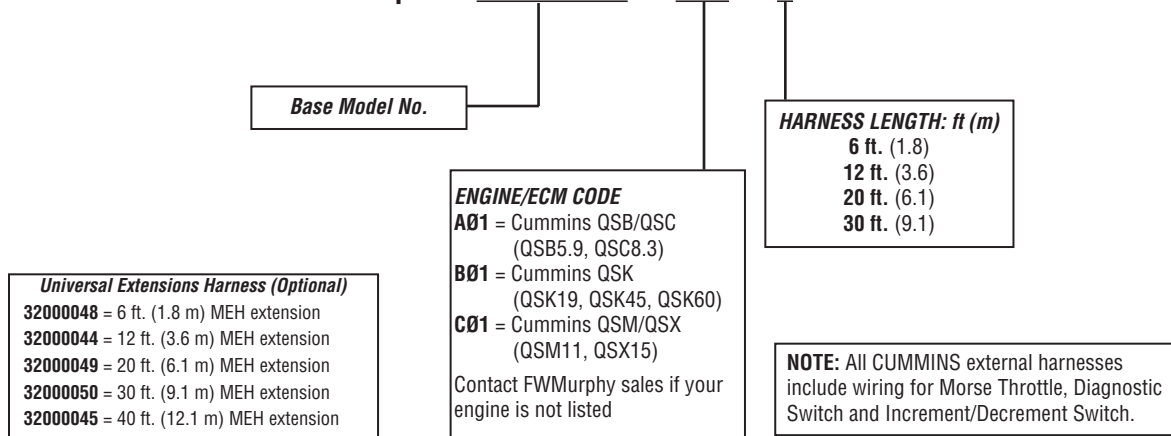 Base Model No.
HARNESS LENGTH: ft (m)
6 ft. (1.8)
12 ft. (3.6)
20 ft. (6.1)
30 ft. (9.1)
ENGINE/ECM CODE
AØ1 = Cummins QSB/QSC
(QSB5.9, QSC8.3)
BØ1 = Cummins QSK
(QSK19, QSK45, QSK60)
CØ1 = Cummins QSM/QSX
(QSM11, QSX15)
Contact FWMurphy sales if your
engine is not listed
Universal Extensions Harness (Optional)
32000048 = 6 ft. (1.8 m) MEH extension
32000044 = 12 ft. (3.6 m) MEH extension
32000049 = 20 ft. (6.1 m) MEH extension
32000050 = 30 ft. (9.1 m) MEH extension
32000045 = 40 ft. (12.1 m) MEH extension
NOTE: All CUMMINS external harnesses
include wiring for Morse Throttle, Diagnostic
Switch and Increment/Decrement Switch.